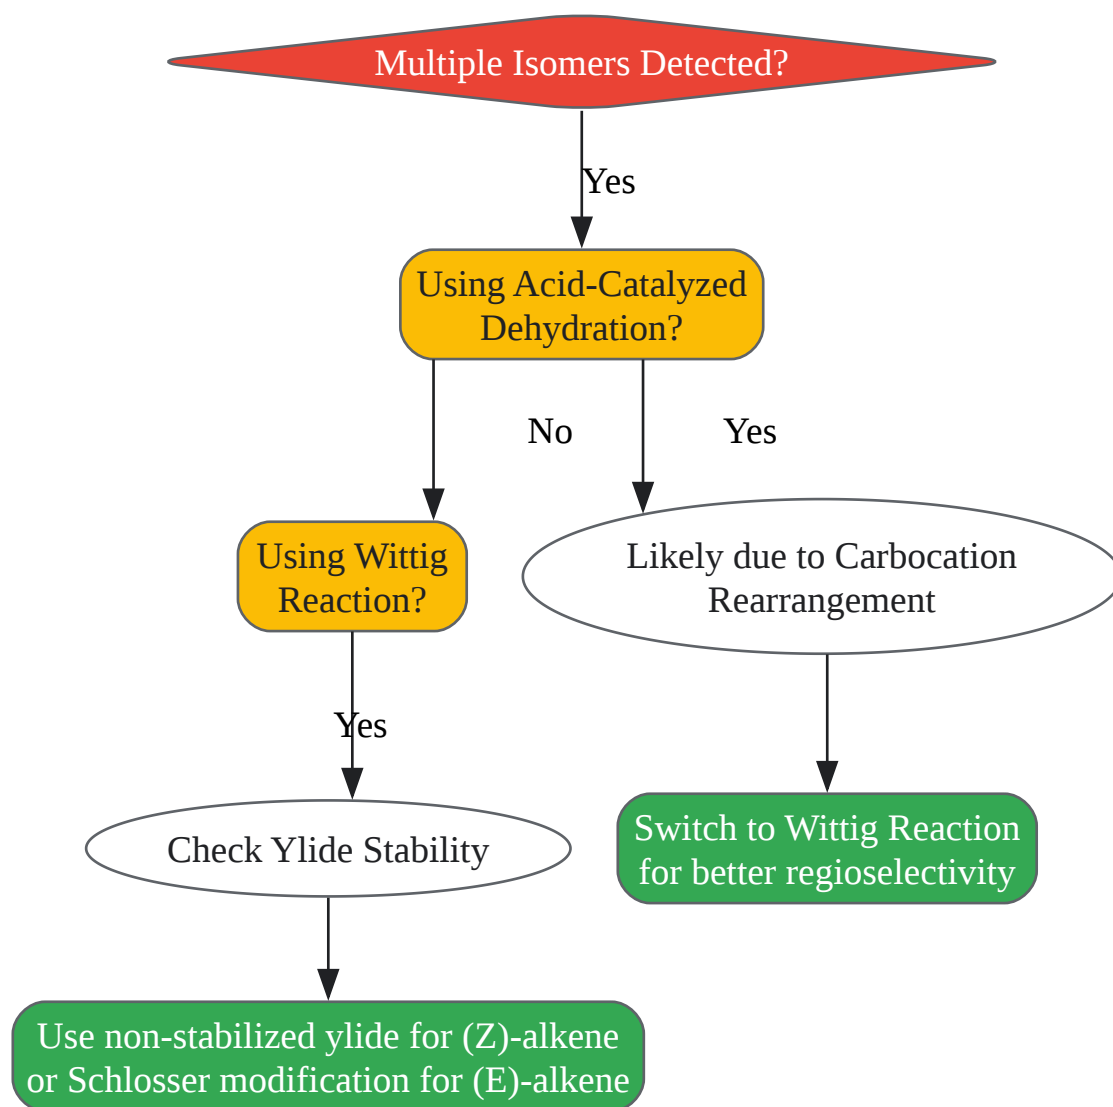 Multiple Isomers Detected?
Yes
Using Acid-Catalyzed
Dehydration?
No
Yes
Using Wittig
Reaction?
Likely due to Carbocation
Rearrangement
Yes
Check Ylide Stability
Switch to Wittig Reaction
for better regioselectivity
Use non-stabilized ylide for (Z)-alkene
or Schlosser modification for (E)-alkene